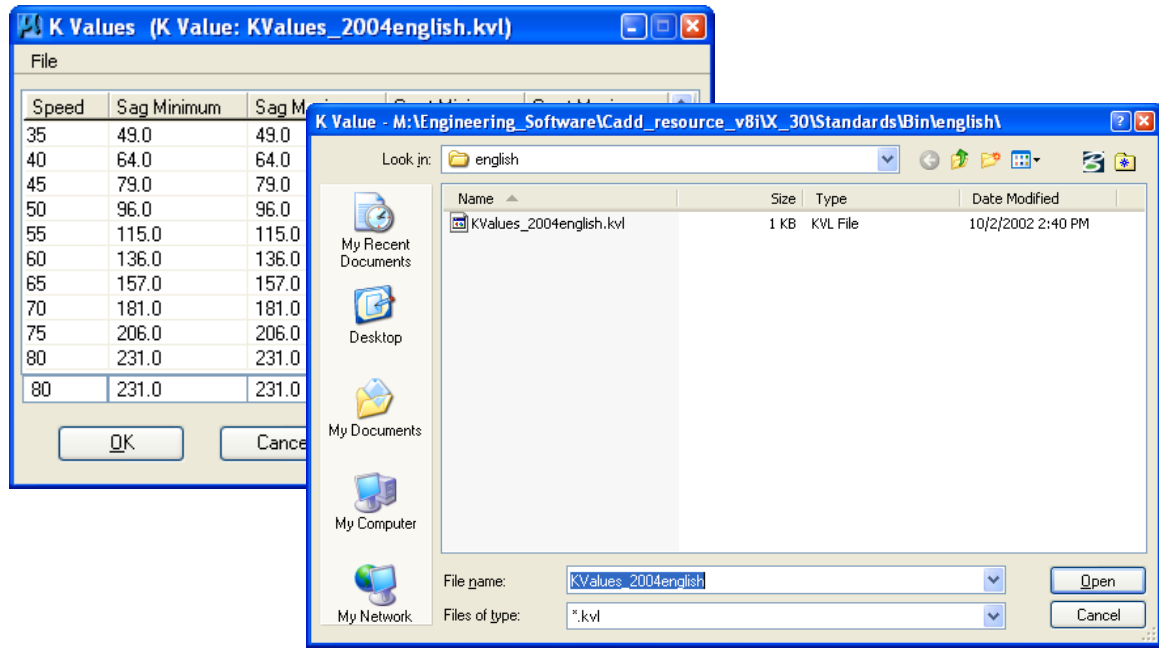 K Values (K Value: KValues_2004english.kvl)
File
Speed Sag Minimum
35 49.0 49.0
40 64.0 64.0
45 79.0 79.0
50 96.0 96.0
55 115.0 115.0
60 136.0 136.0
65 157.0 157.0
70 181.0 181.0
75 206.0 206.0
80 231.0 231.0
80 231.0 231.0
OK Cance
K Value - M:\Engineering_Software\Cadd_resource_v8i\X_30\Standards\Bin\english\
Look in: english
Name Size Type Date Modified
KValues_2004english.kvl 1 KB KVL File 10/2/2002 2:40 PM
My Recent
Documents
Desktop
My Documents
My Computer
My Network
File name: KValues_2004english Open
Files of type: *.kvl Cancel